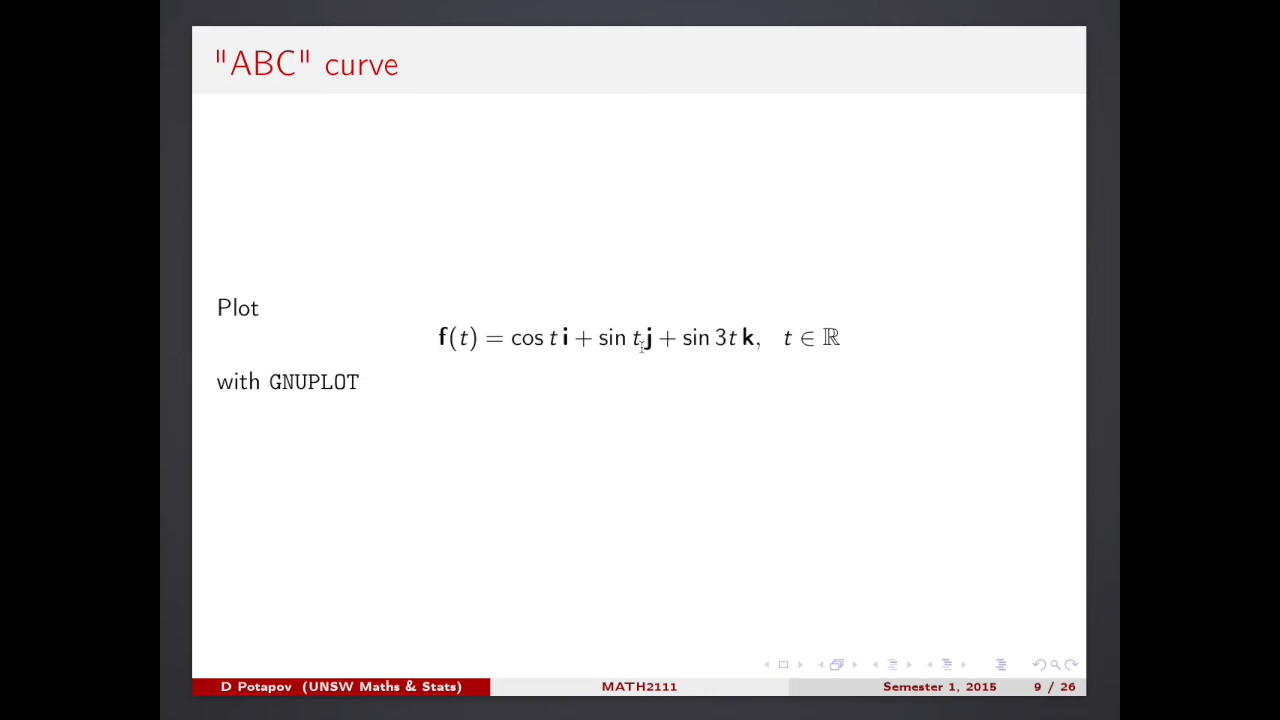 "ABC" curve
Plot
f(t) = cos t i + sin t j + sin 3t k, t ∈ ℝ
with GNUPLOT
D Potapov (UNSW Maths & Stats) MATH2111 Semester 1, 2015 9 / 26